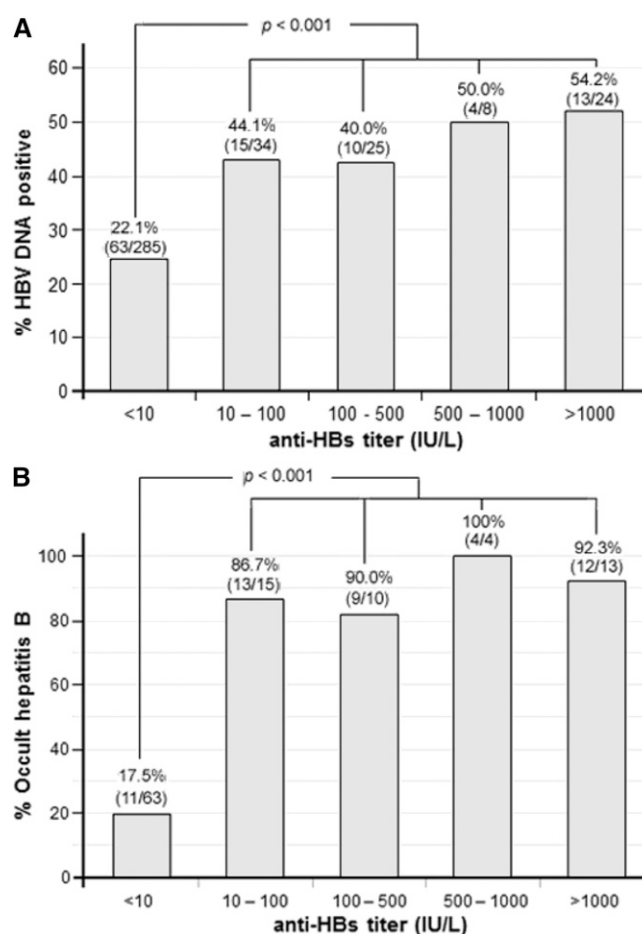 A
p < 0.001
% HBV DNA positive
60
50
40
30
20
10
0
22.1%
(63/285)
44.1%
(15/34)
40.0%
(10/25)
50.0%
(4/8)
54.2%
(13/24)
<10
10 – 100
100 - 500
500 – 1000
>1000
anti-HBs titer (IU/L)
B
p < 0.001
% Occult hepatitis B
100
80
60
40
20
0
17.5%
(11/63)
86.7%
(13/15)
90.0%
(9/10)
100%
(4/4)
92.3%
(12/13)
<10
10 – 100
100 – 500
500 – 1000
>1000
anti-HBs titer (IU/L)